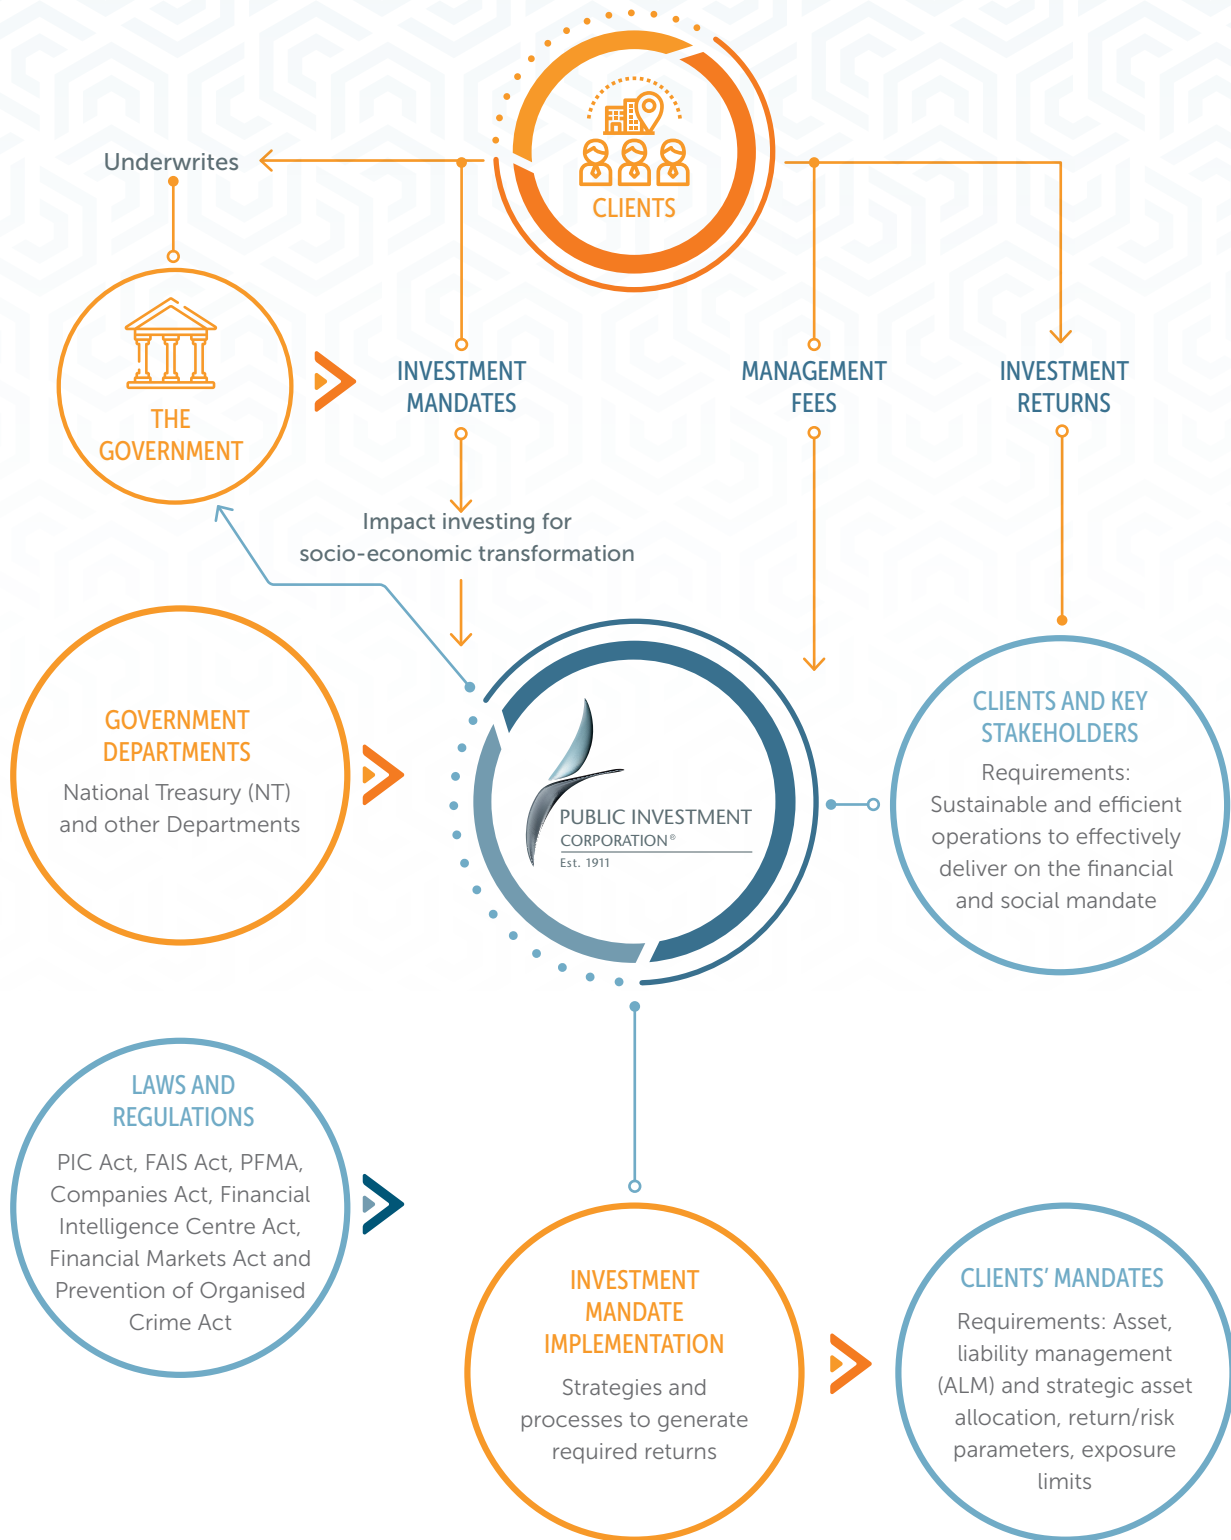 CLIENTS
Underwrites
THE
GOVERNMENT
INVESTMENT
MANDATES
MANAGEMENT
FEES
INVESTMENT
RETURNS
Impact investing for
socio-economic transformation
GOVERNMENT
DEPARTMENTS
National Treasury (NT)
and other Departments
PUBLIC INVESTMENT
CORPORATION®
Est. 1911
CLIENTS AND KEY
STAKEHOLDERS
Requirements:
Sustainable and efficient
operations to effectively
deliver on the financial
and social mandate
LAWS AND
REGULATIONS
PIC Act, FAIS Act, PFMA,
Companies Act, Financial
Intelligence Centre Act,
Financial Markets Act and
Prevention of Organised
Crime Act
INVESTMENT
MANDATE
IMPLEMENTATION
Strategies and
processes to generate
required returns
CLIENTS’ MANDATES
Requirements: Asset,
liability management
(ALM) and strategic asset
allocation, return/risk
parameters, exposure
limits